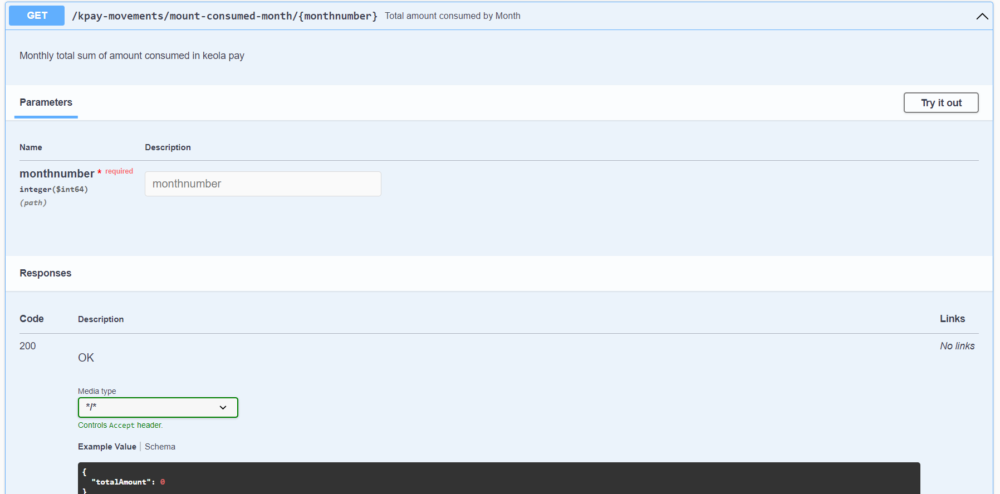 GET /kpay-movements/mount-consumed-month/{monthnumber} Total amount consumed by Month
Monthly total sum of amount consumed in keola pay
Parameters
Try it out
Name Description
monthnumber * required
integer($int64)
(path)
monthnumber
Responses
Code Description Links
200
OK
No links
Media type
*/*
Controls Accept header.
Example Value | Schema
{
"totalAmount": 0
}